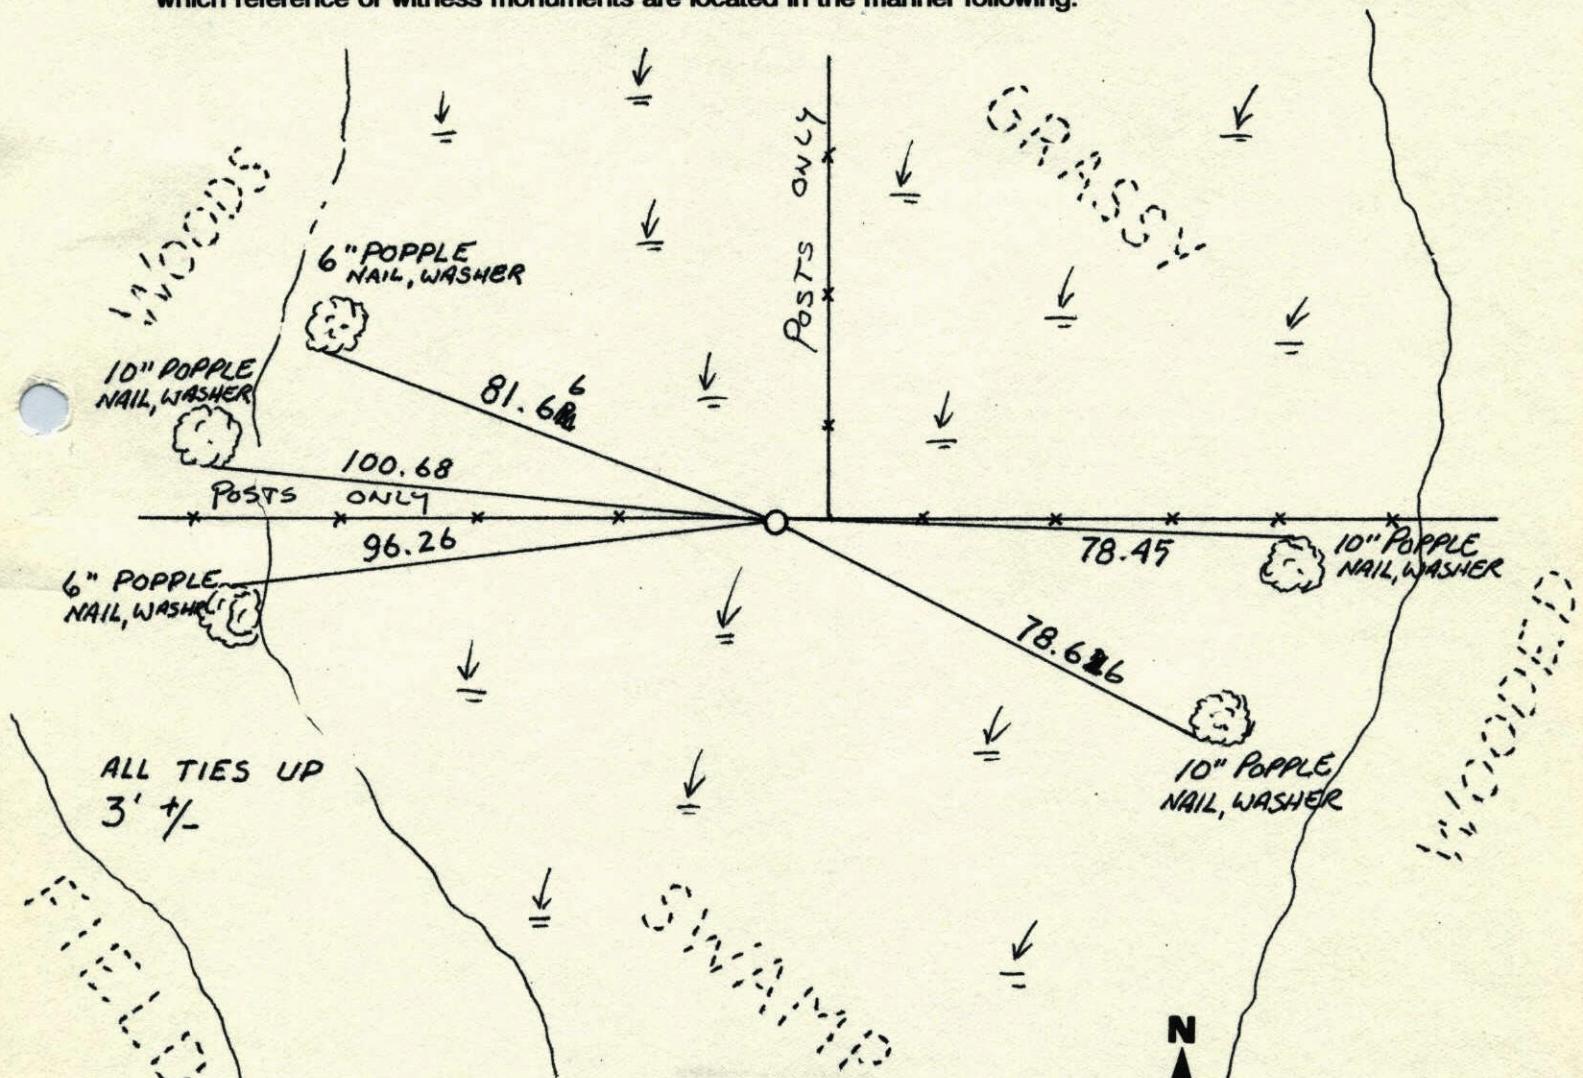 which reference or witness monuments are located in the manner following:
WOODS
GRASSY
POSTS ONLY
6" POPPLE
NAIL, WASHER
10" POPPLE
NAIL, WASHER
81.66
100.68
POSTS ONLY
96.26
6" POPPLE
NAIL, WASHER
78.45
10" POPPLE
NAIL, WASHER
78.66
10" POPPLE
NAIL, WASHER
WOODED
ALL TIES UP
3' +/-
FIELD
SWAMP
N